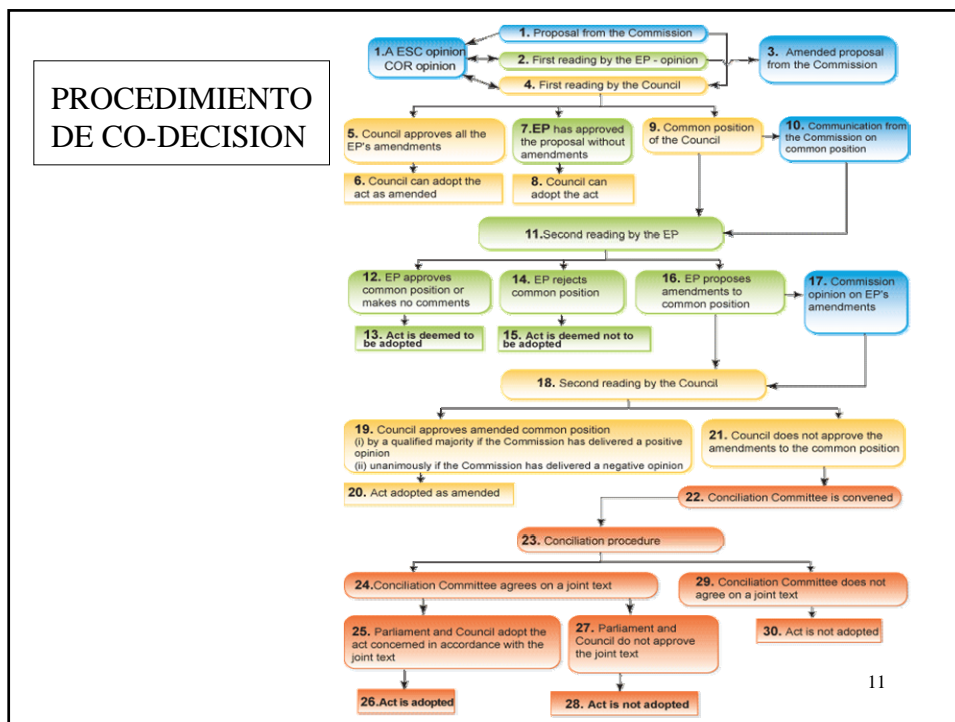 PROCEDIMIENTO
DE CO-DECISION
1. Proposal from the Commission
1.A ESC opinion
COR opinion
2. First reading by the EP - opinion
3. Amended proposal
from the Commission
4. First reading by the Council
5. Council approves all the
EP's amendments
7.EP has approved
the proposal without
amendments
9. Common position
of the Council
10. Communication from
the Commission on
common position
6. Council can adopt the
act as amended
8. Council can
adopt the act
11.Second reading by the EP
12. EP approves
common position or
makes no comments
14. EP rejects
common position
16. EP proposes
amendments to
common position
17. Commission
opinion on EP's
amendments
13. Act is deemed to
be adopted
15. Act is deemed not to
be adopted
18. Second reading by the Council
19. Council approves amended common position
(i) by a qualified majority if the Commission has delivered a positive
opinion
(ii) unanimously if the Commission has delivered a negative opinion
21. Council does not approve the
amendments to the common position
20. Act adopted as amended
22. Conciliation Committee is convened
23. Conciliation procedure
24.Conciliation Committee agrees on a joint text
29. Conciliation Committee does not
agree on a joint text
25. Parliament and Council adopt the
act concerned in accordance with the
joint text
27. Parliament and
Council do not approve
the joint text
30. Act is not adopted
26.Act is adopted
28. Act is not adopted
11